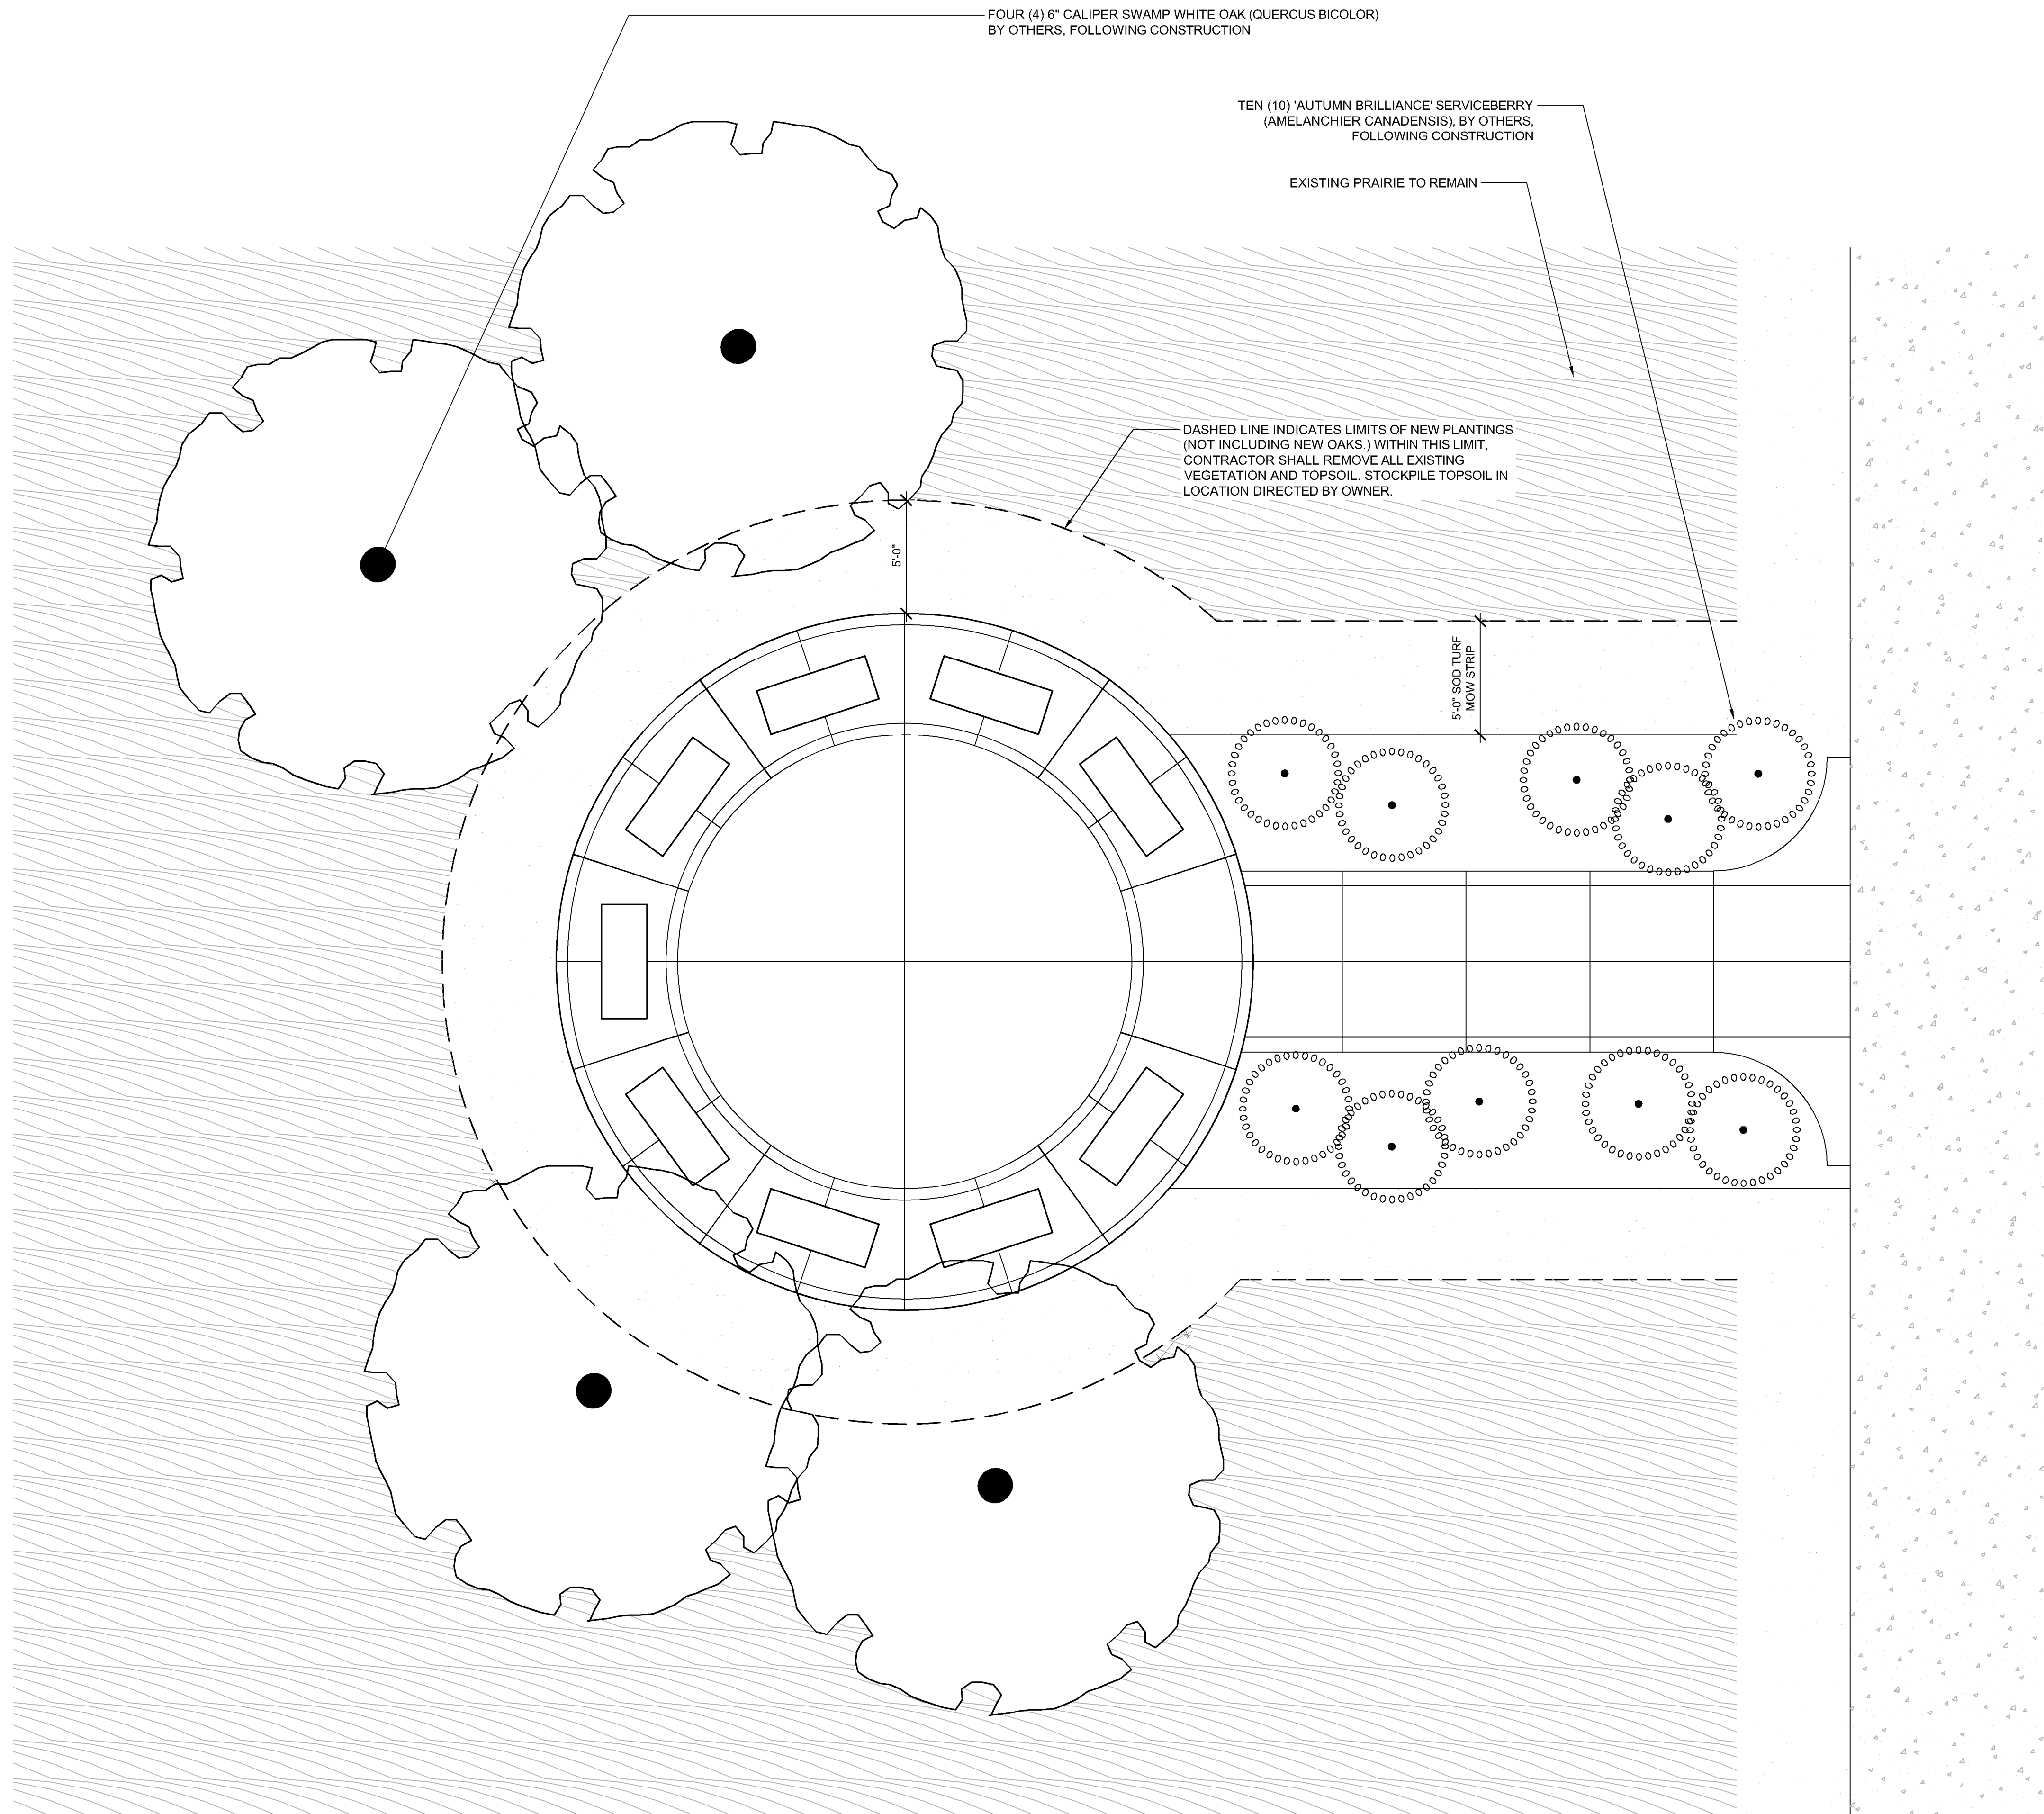 FOUR (4) 6" CALIPER SWAMP WHITE OAK (QUERCUS BICOLOR)
BY OTHERS, FOLLOWING CONSTRUCTION
TEN (10) 'AUTUMN BRILLIANCE' SERVICEBERRY
(AMELANCHIER CANADENSIS), BY OTHERS,
FOLLOWING CONSTRUCTION
EXISTING PRAIRIE TO REMAIN
DASHED LINE INDICATES LIMITS OF NEW PLANTINGS
(NOT INCLUDING NEW OAKS.) WITHIN THIS LIMIT,
CONTRACTOR SHALL REMOVE ALL EXISTING
VEGETATION AND TOPSOIL. STOCKPILE TOPSOIL IN
LOCATION DIRECTED BY OWNER.
5'-0"
5'-0" SOD TURF
MOW STRIP